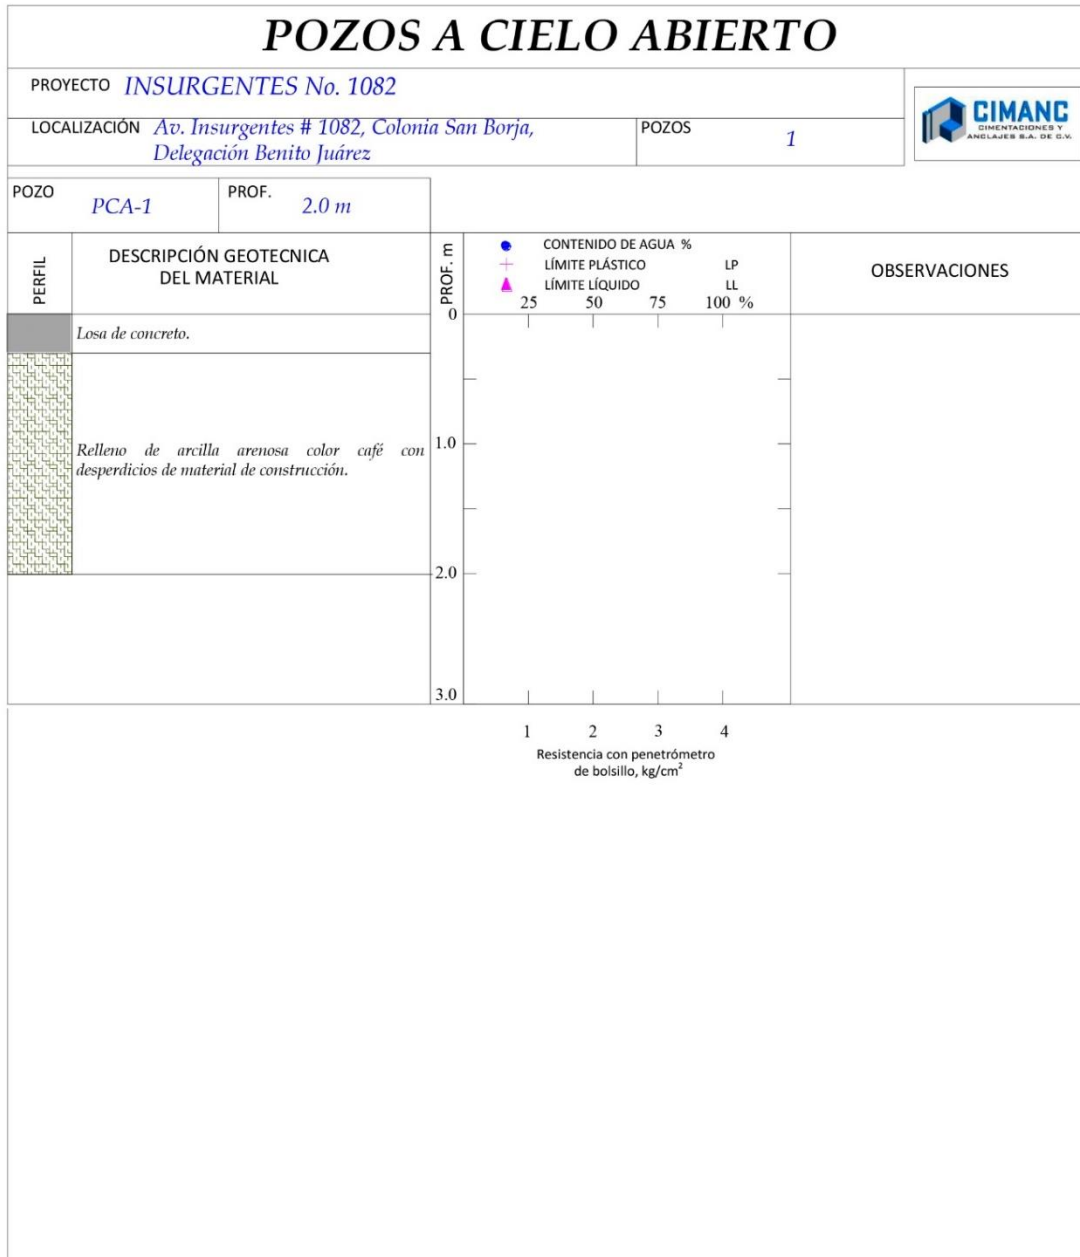 POZOS A CIELO ABIERTO
PROYECTO INSURGENTES No. 1082
LOCALIZACIÓN Av. Insurgentes # 1082, Colonia San Borja,
Delegación Benito Juárez
POZOS 1
CIMANC
CIMENTACIONES Y
ANCLAJES S.A. DE C.V.
POZO PCA-1
PROF. 2.0 m
PERFIL
DESCRIPCIÓN GEOTECNICA
DEL MATERIAL
PROF. m
CONTENIDO DE AGUA %
LÍMITE PLÁSTICO LP
LÍMITE LÍQUIDO LL
25 50 75 100 %
OBSERVACIONES
0
Losa de concreto.
1.0
Relleno de arcilla arenosa color café con
desperdicios de material de construcción.
2.0
3.0
1 2 3 4
Resistencia con penetrómetro
de bolsillo, kg/cm²